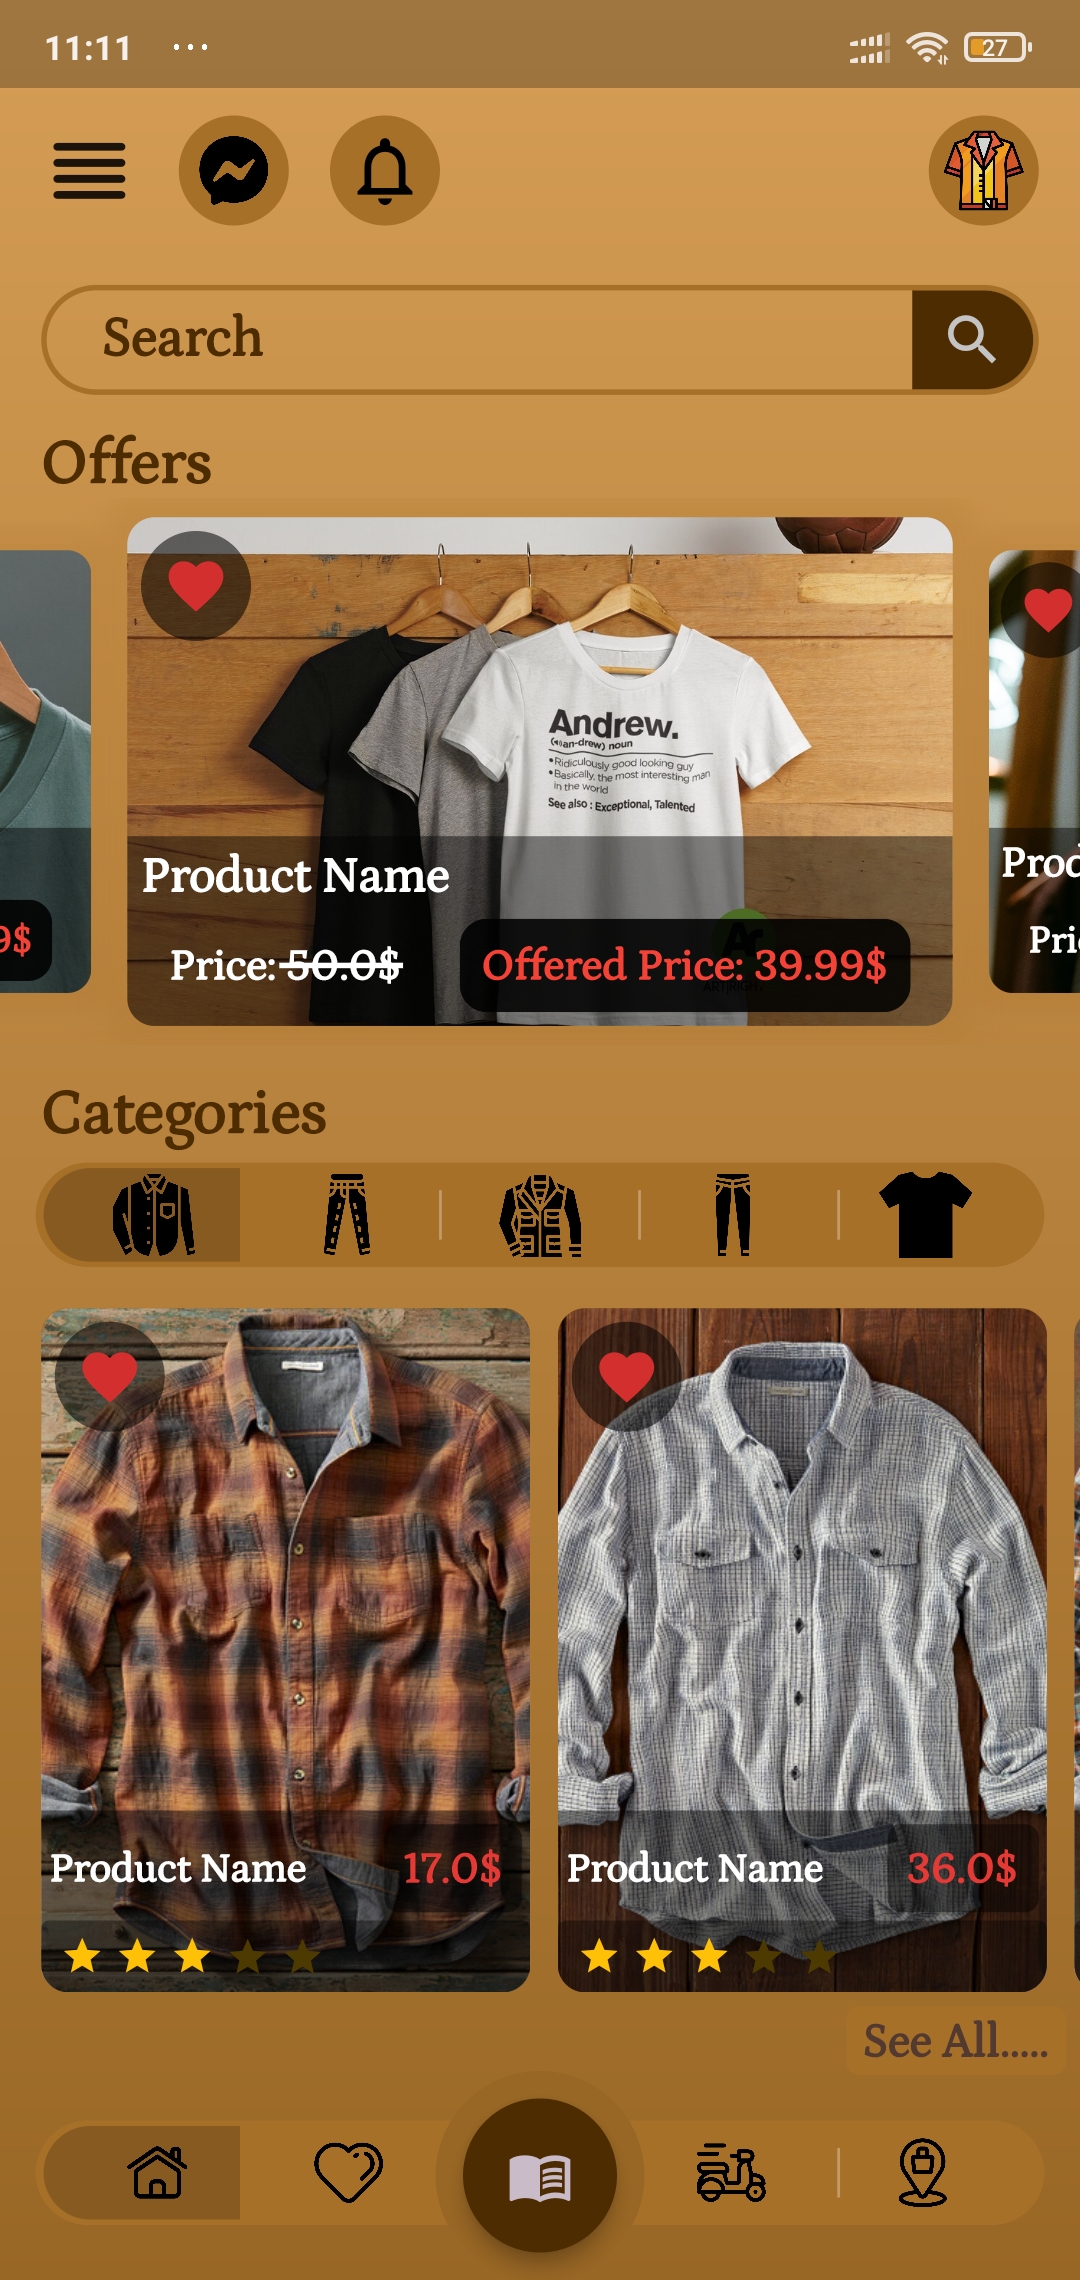 11:11 ... 27
Search
Offers
Andrew.
(an-drew) noun
•Ridiculously good looking guy
•Basically, the most interesting man
in the world
See also : Exceptional, Talented
Product Name
Price: 50.0$ Offered Price: 39.99$
9$
Prod
Pric
Categories
Product Name 17.0$
Product Name 36.0$
See All.....